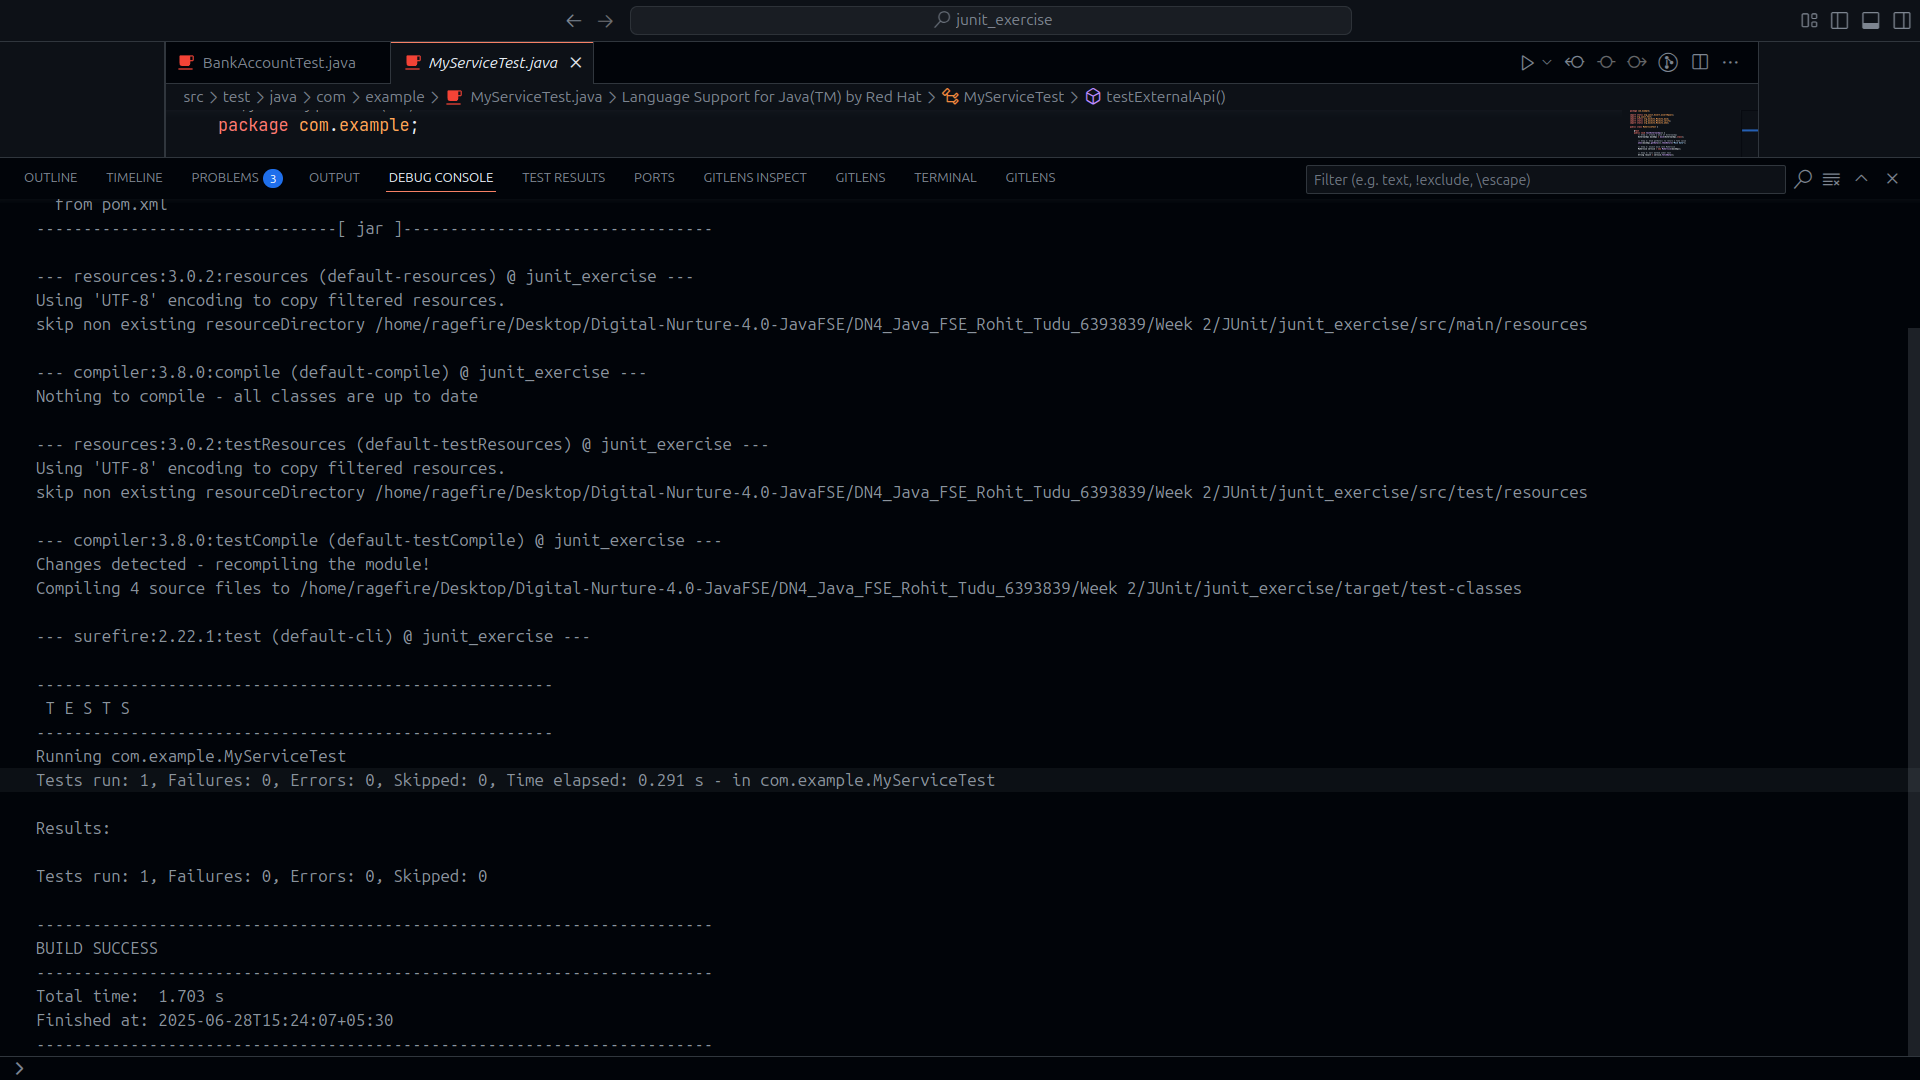 junit_exercise
BankAccountTest.java
MyServiceTest.java
src > test > java > com > example > MyServiceTest.java > Language Support for Java(TM) by Red Hat > MyServiceTest > testExternalApi()
package com.example;
OUTLINE TIMELINE PROBLEMS 3 OUTPUT DEBUG CONSOLE TEST RESULTS PORTS GITLENS INSPECT GITLENS TERMINAL GITLENS Filter (e.g. text, !exclude, \escape)
from pom.xml
--------------------------------[ jar ]---------------------------------
--- resources:3.0.2:resources (default-resources) @ junit_exercise ---
Using 'UTF-8' encoding to copy filtered resources.
skip non existing resourceDirectory /home/ragefire/Desktop/Digital-Nurture-4.0-JavaFSE/DN4_Java_FSE_Rohit_Tudu_6393839/Week 2/JUnit/junit_exercise/src/main/resources
--- compiler:3.8.0:compile (default-compile) @ junit_exercise ---
Nothing to compile - all classes are up to date
--- resources:3.0.2:testResources (default-testResources) @ junit_exercise ---
Using 'UTF-8' encoding to copy filtered resources.
skip non existing resourceDirectory /home/ragefire/Desktop/Digital-Nurture-4.0-JavaFSE/DN4_Java_FSE_Rohit_Tudu_6393839/Week 2/JUnit/junit_exercise/src/test/resources
--- compiler:3.8.0:testCompile (default-testCompile) @ junit_exercise ---
Changes detected - recompiling the module!
Compiling 4 source files to /home/ragefire/Desktop/Digital-Nurture-4.0-JavaFSE/DN4_Java_FSE_Rohit_Tudu_6393839/Week 2/JUnit/junit_exercise/target/test-classes
--- surefire:2.22.1:test (default-cli) @ junit_exercise ---
-------------------------------------------------------
T E S T S
-------------------------------------------------------
Running com.example.MyServiceTest
Tests run: 1, Failures: 0, Errors: 0, Skipped: 0, Time elapsed: 0.291 s - in com.example.MyServiceTest
Results:
Tests run: 1, Failures: 0, Errors: 0, Skipped: 0
------------------------------------------------------------------------
BUILD SUCCESS
------------------------------------------------------------------------
Total time:  1.703 s
Finished at: 2025-06-28T15:24:07+05:30
------------------------------------------------------------------------